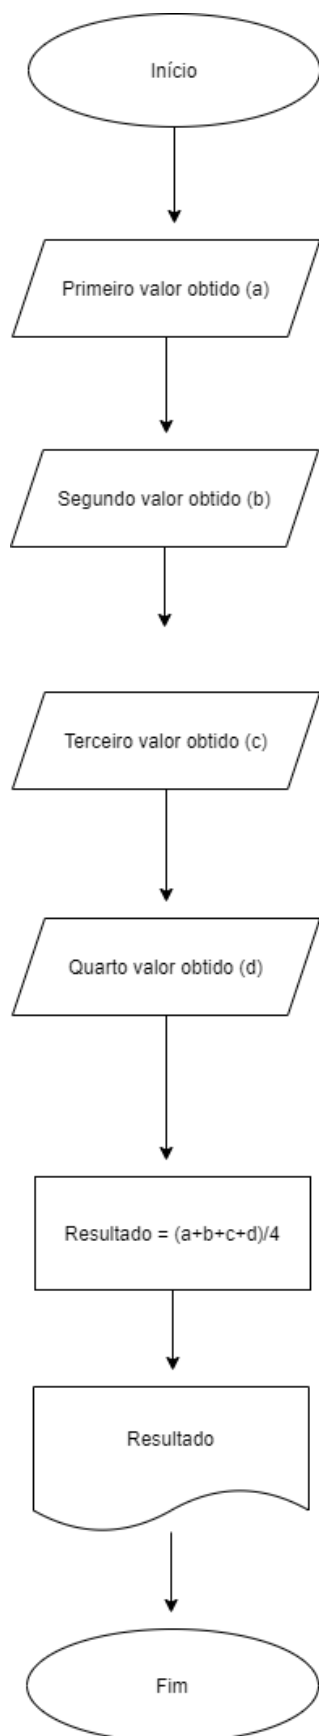 Início
Primeiro valor obtido (a)
Segundo valor obtido (b)
Terceiro valor obtido (c)
Quarto valor obtido (d)
Resultado = (a+b+c+d)/4
Resultado
Fim